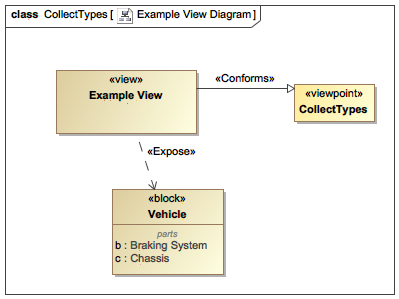 class CollectTypes [ Example View Diagram ]
«view»
Example View
«Conforms»
«viewpoint»
CollectTypes
«Expose»
«block»
Vehicle
parts
b : Braking System
c : Chassis